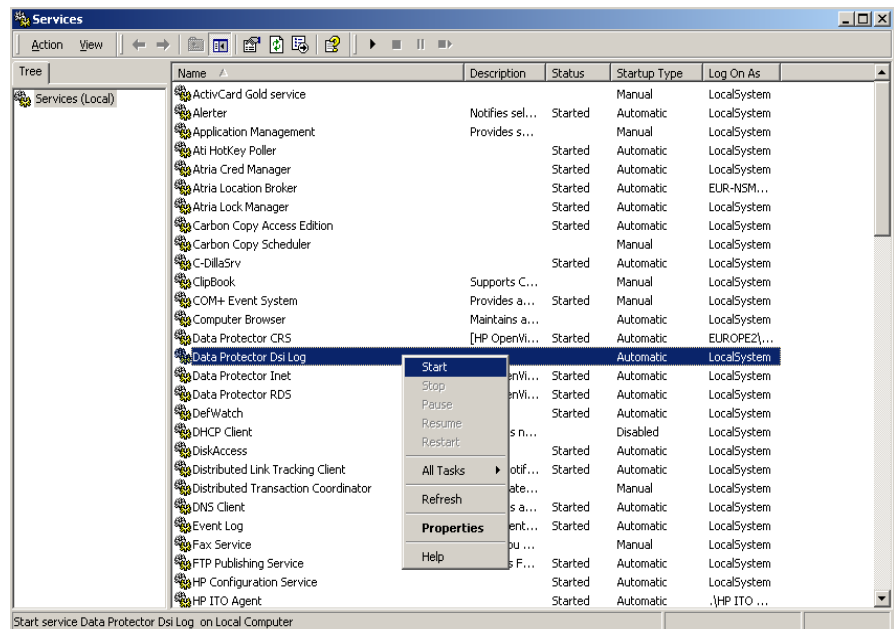 Services
Action View
Tree
Name Description Status Startup Type Log On As
Services (Local)
ActivCard Gold service Manual LocalSystem
Alerter Notifies sel... Started Automatic LocalSystem
Application Management Provides s... Manual LocalSystem
Ati HotKey Poller Started Automatic LocalSystem
Atria Cred Manager Started Automatic LocalSystem
Atria Location Broker Started Automatic EUR-NSM...
Atria Lock Manager Started Automatic LocalSystem
Carbon Copy Access Edition Started Automatic LocalSystem
Carbon Copy Scheduler Manual LocalSystem
C-DillaSrv Started Automatic LocalSystem
ClipBook Supports C... Manual LocalSystem
COM+ Event System Provides a... Started Manual LocalSystem
Computer Browser Maintains a... Automatic LocalSystem
Data Protector CRS [HP OpenVi... Started Automatic EUROPE2\...
Data Protector Dsi Log Automatic LocalSystem
Data Protector Inet enVi... Started Automatic LocalSystem
Data Protector RDS enVi... Started Automatic LocalSystem
DefWatch Started Automatic LocalSystem
DHCP Client s n... Disabled LocalSystem
DiskAccess Started Automatic LocalSystem
Distributed Link Tracking Client otif... Started Automatic LocalSystem
Distributed Transaction Coordinator ate... Manual LocalSystem
DNS Client s a... Started Automatic LocalSystem
Event Log ent... Started Automatic LocalSystem
Fax Service ou ... Manual LocalSystem
FTP Publishing Service s F... Started Automatic LocalSystem
HP Configuration Service Started Automatic LocalSystem
HP ITO Agent Started Automatic .\HP ITO ...
Start
Stop
Pause
Resume
Restart
All Tasks
Refresh
Properties
Help
Start service Data Protector Dsi Log on Local Computer